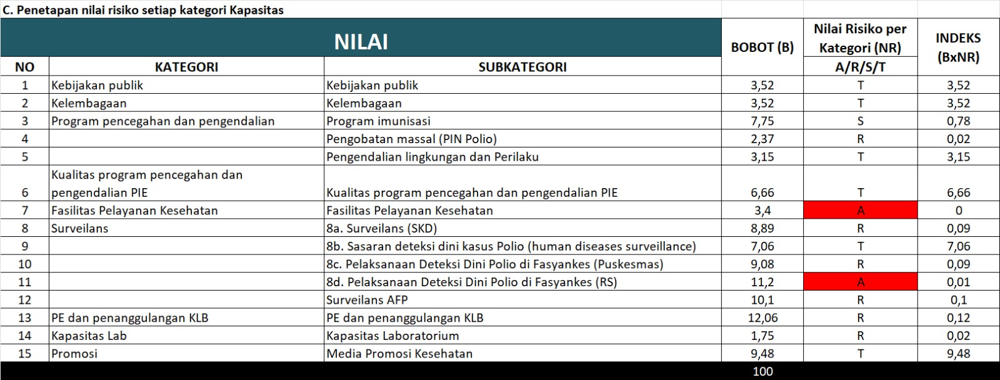 C. Penetapan nilai risiko setiap kategori Kapasitas
NILAI BOBOT (B) Nilai Risiko per Kategori (NR) INDEKS (BxNR)
NO KATEGORI SUBKATEGORI A/R/S/T
1 Kebijakan publik Kebijakan publik 3,52 T 3,52
2 Kelembagaan Kelembagaan 3,52 T 3,52
3 Program pencegahan dan pengendalian Program imunisasi 7,75 S 0,78
4 Pengobatan massal (PIN Polio) 2,37 R 0,02
5 Pengendalian lingkungan dan Perilaku 3,15 T 3,15
6 Kualitas program pencegahan dan pengendalian PIE Kualitas program pencegahan dan pengendalian PIE 6,66 T 6,66
7 Fasilitas Pelayanan Kesehatan Fasilitas Pelayanan Kesehatan 3,4 A 0
8 Surveilans 8a. Surveilans (SKD) 8,89 R 0,09
9 8b. Sasaran deteksi dini kasus Polio (human diseases surveillance) 7,06 T 7,06
10 8c. Pelaksanaan Deteksi Dini Polio di Fasyankes (Puskesmas) 9,08 R 0,09
11 8d. Pelaksanaan Deteksi Dini Polio di Fasyankes (RS) 11,2 A 0,01
12 Surveilans AFP 10,1 R 0,1
13 PE dan penanggulangan KLB PE dan penanggulangan KLB 12,06 R 0,12
14 Kapasitas Lab Kapasitas Laboratorium 1,75 R 0,02
15 Promosi Media Promosi Kesehatan 9,48 T 9,48
100